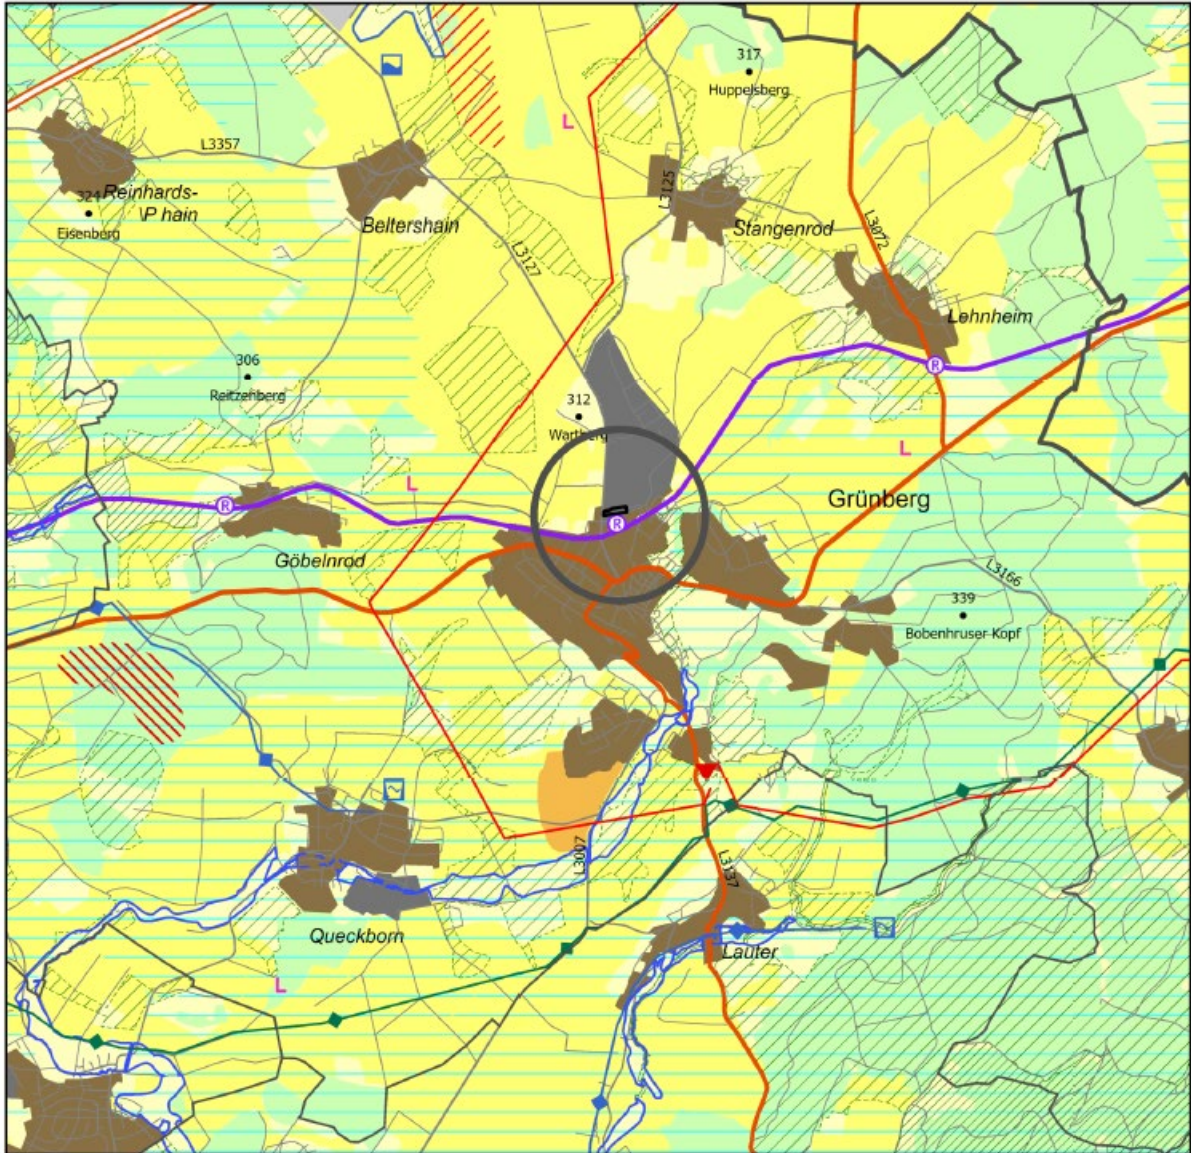 317
Huppelsberg
L
L3357
L3125
Reinhards-
\P hain
324
Eisenberg
Beltershain
Stangenrod
L3072
L3127
Lehnheim
306
Reitzenberg
R
312
Wartberg
L
L
R
R
Grünberg
Göbelnrod
L3166
339
Bobenhruser Kopf
L3007
L3137
Queckborn
Lauter
L